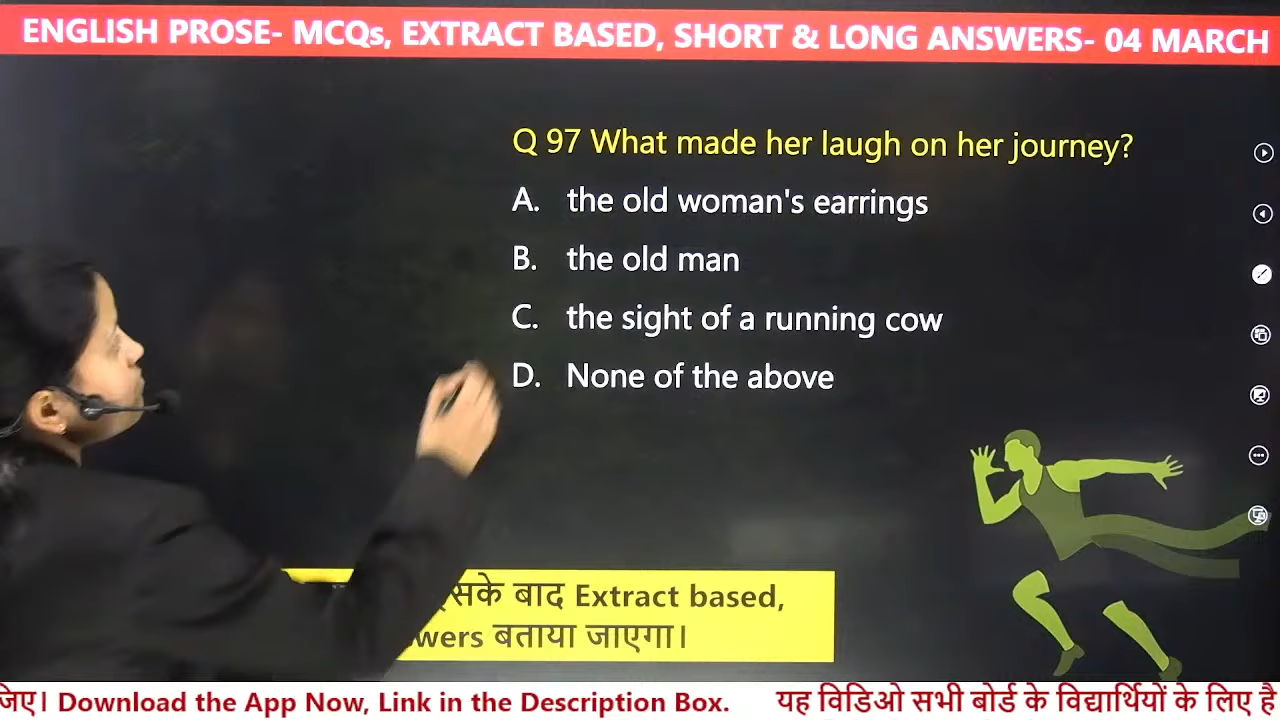 ENGLISH PROSE- MCQs, EXTRACT BASED, SHORT & LONG ANSWERS- 04 MARCH
Q 97 What made her laugh on her journey?
A. the old woman's earrings
B. the old man
C. the sight of a running cow
D. None of the above
इसके बाद Extract based,
बताया जाएगा।
Download the App Now, Link in the Description Box. यह विडिओ सभी बोर्ड के विद्यार्थियों के लिए है